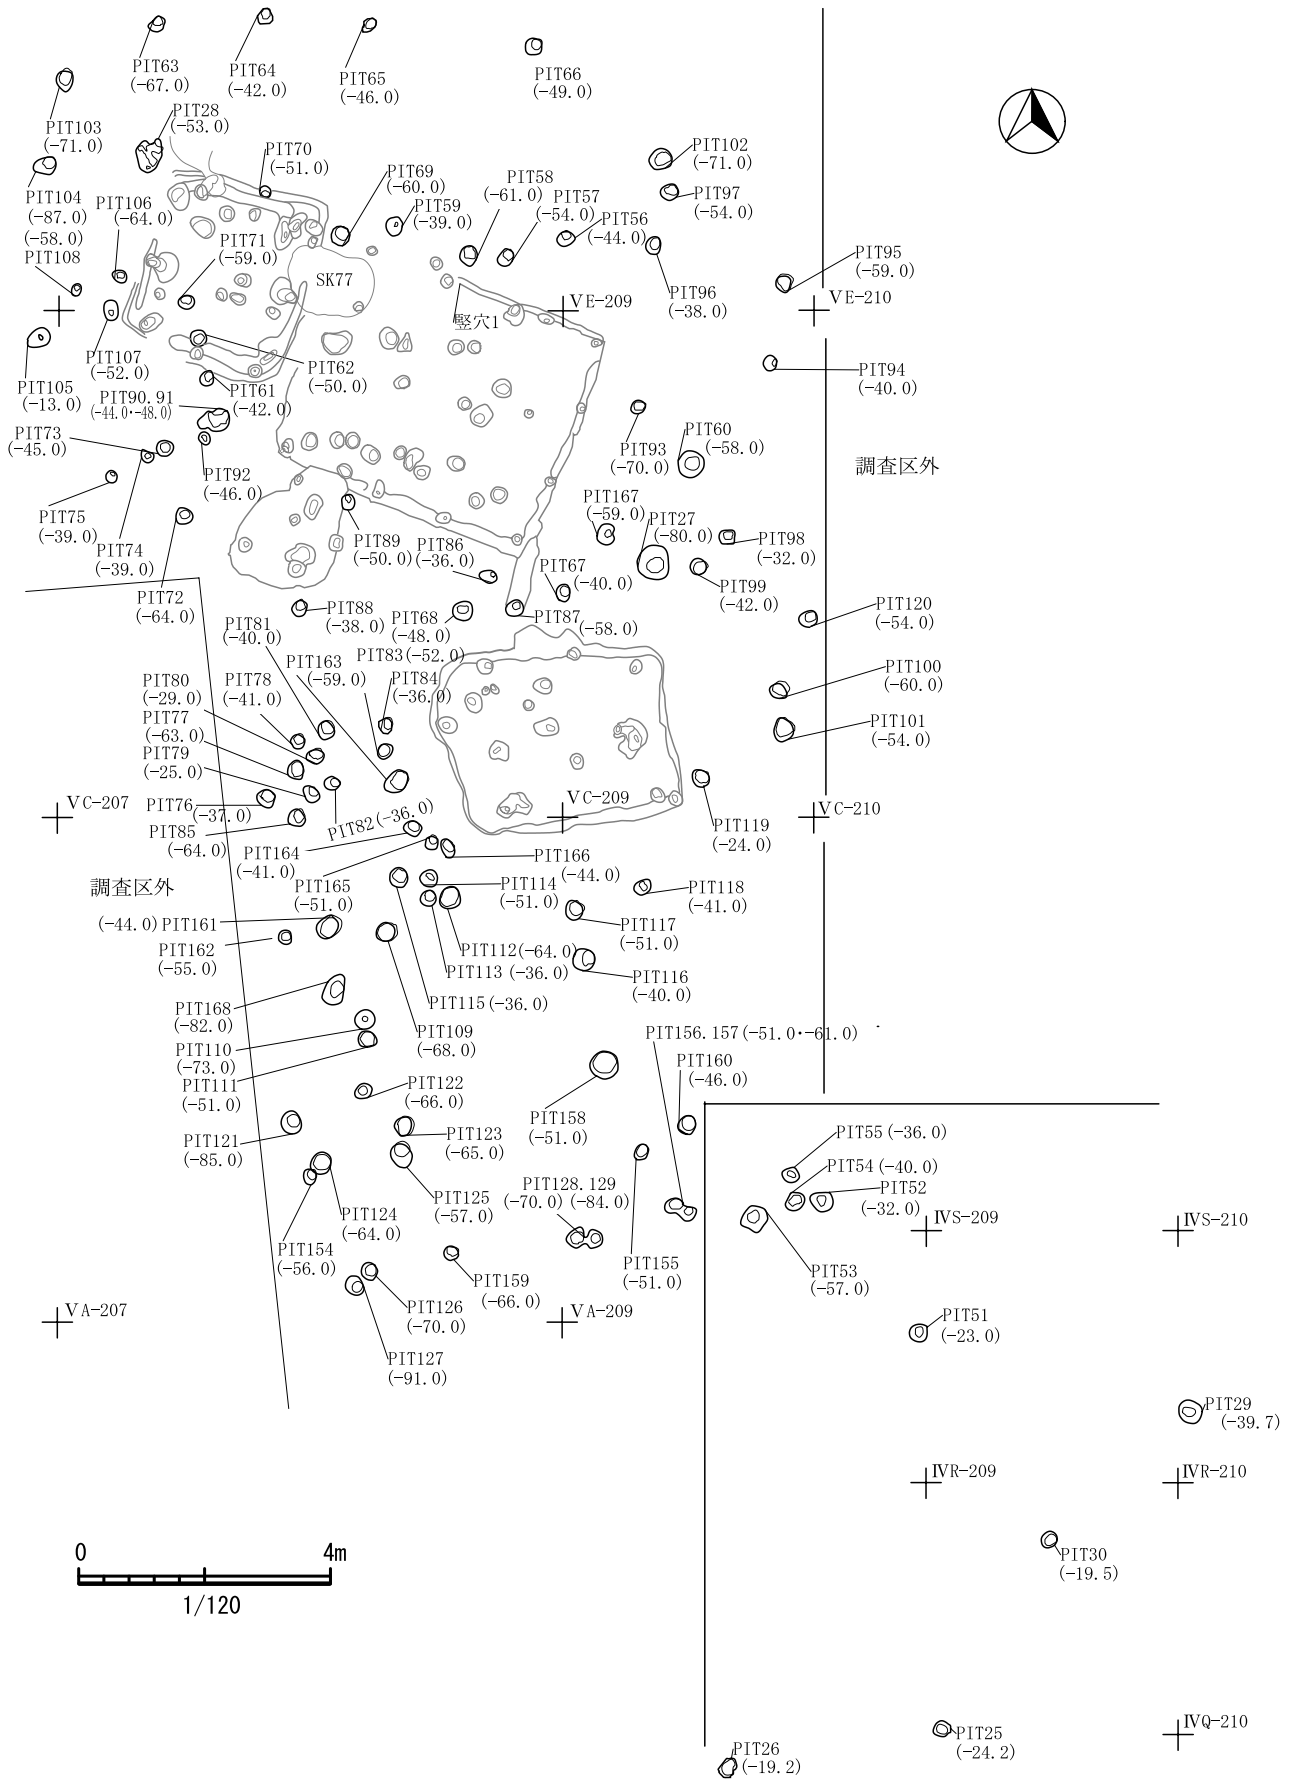 PIT63
(-67.0)
PIT64
(-42.0)
PIT65
(-46.0)
PIT66
(-49.0)
PIT103
(-71.0)
PIT28
(-53.0)
PIT70
(-51.0)
PIT69
(-60.0)
PIT59
(-39.0)
PIT58
(-61.0)
PIT57
(-54.0)
PIT56
(-44.0)
PIT102
(-71.0)
PIT97
(-54.0)
PIT104
(-87.0)
(-58.0)
PIT108
PIT106
(-64.0)
PIT71
(-59.0)
SK77
竪穴1
ⅤE-209
PIT96
(-38.0)
PIT95
(-59.0)
ⅤE-210
PIT107
(-52.0)
PIT105
(-13.0)
PIT62
(-50.0)
PIT61
(-42.0)
PIT90.91
(-44.0･-48.0)
PIT94
(-40.0)
PIT73
(-45.0)
PIT92
(-46.0)
PIT93
(-70.0)
PIT60
(-58.0)
調査区外
PIT75
(-39.0)
PIT74
(-39.0)
PIT72
(-64.0)
PIT89
(-50.0)
PIT86
(-36.0)
PIT167
(-59.0)
PIT27
(-80.0)
PIT98
(-32.0)
PIT67
(-40.0)
PIT99
(-42.0)
PIT120
(-54.0)
PIT88
(-38.0)
PIT68
(-48.0)
PIT87
(-58.0)
PIT81
(-40.0)
PIT163
(-59.0)
PIT83(-52.0)
PIT84
(-36.0)
PIT100
(-60.0)
PIT101
(-54.0)
PIT80
(-29.0)
PIT78
(-41.0)
PIT77
(-63.0)
PIT79
(-25.0)
PIT76
(-37.0)
PIT85
(-64.0)
PIT82(-36.0)
ⅤC-207
ⅤC-209
ⅤC-210
PIT119
(-24.0)
PIT164
(-41.0)
PIT165
(-51.0)
PIT166
(-44.0)
PIT114
(-51.0)
PIT118
(-41.0)
調査区外
PIT117
(-51.0)
(-44.0)PIT161
PIT162
(-55.0)
PIT112(-64.0)
PIT113(-36.0)
PIT116
(-40.0)
PIT115(-36.0)
PIT168
(-82.0)
PIT109
(-68.0)
PIT156.157(-51.0･-61.0)
PIT110
(-73.0)
PIT160
(-46.0)
PIT111
(-51.0)
PIT122
(-66.0)
PIT158
(-51.0)
PIT121
(-85.0)
PIT123
(-65.0)
PIT55(-36.0)
PIT54(-40.0)
PIT52
(-32.0)
PIT125
(-57.0)
PIT128.129
(-70.0)(-84.0)
PIT124
(-64.0)
PIT154
(-56.0)
PIT155
(-51.0)
PIT53
(-57.0)
ⅣS-209
ⅣS-210
PIT159
(-66.0)
PIT126
(-70.0)
ⅤA-207
ⅤA-209
PIT51
(-23.0)
PIT127
(-91.0)
PIT29
(-39.7)
ⅣR-209
ⅣR-210
PIT30
(-19.5)
0 4m
1/120
PIT25
(-24.2)
ⅣQ-210
PIT26
(-19.2)